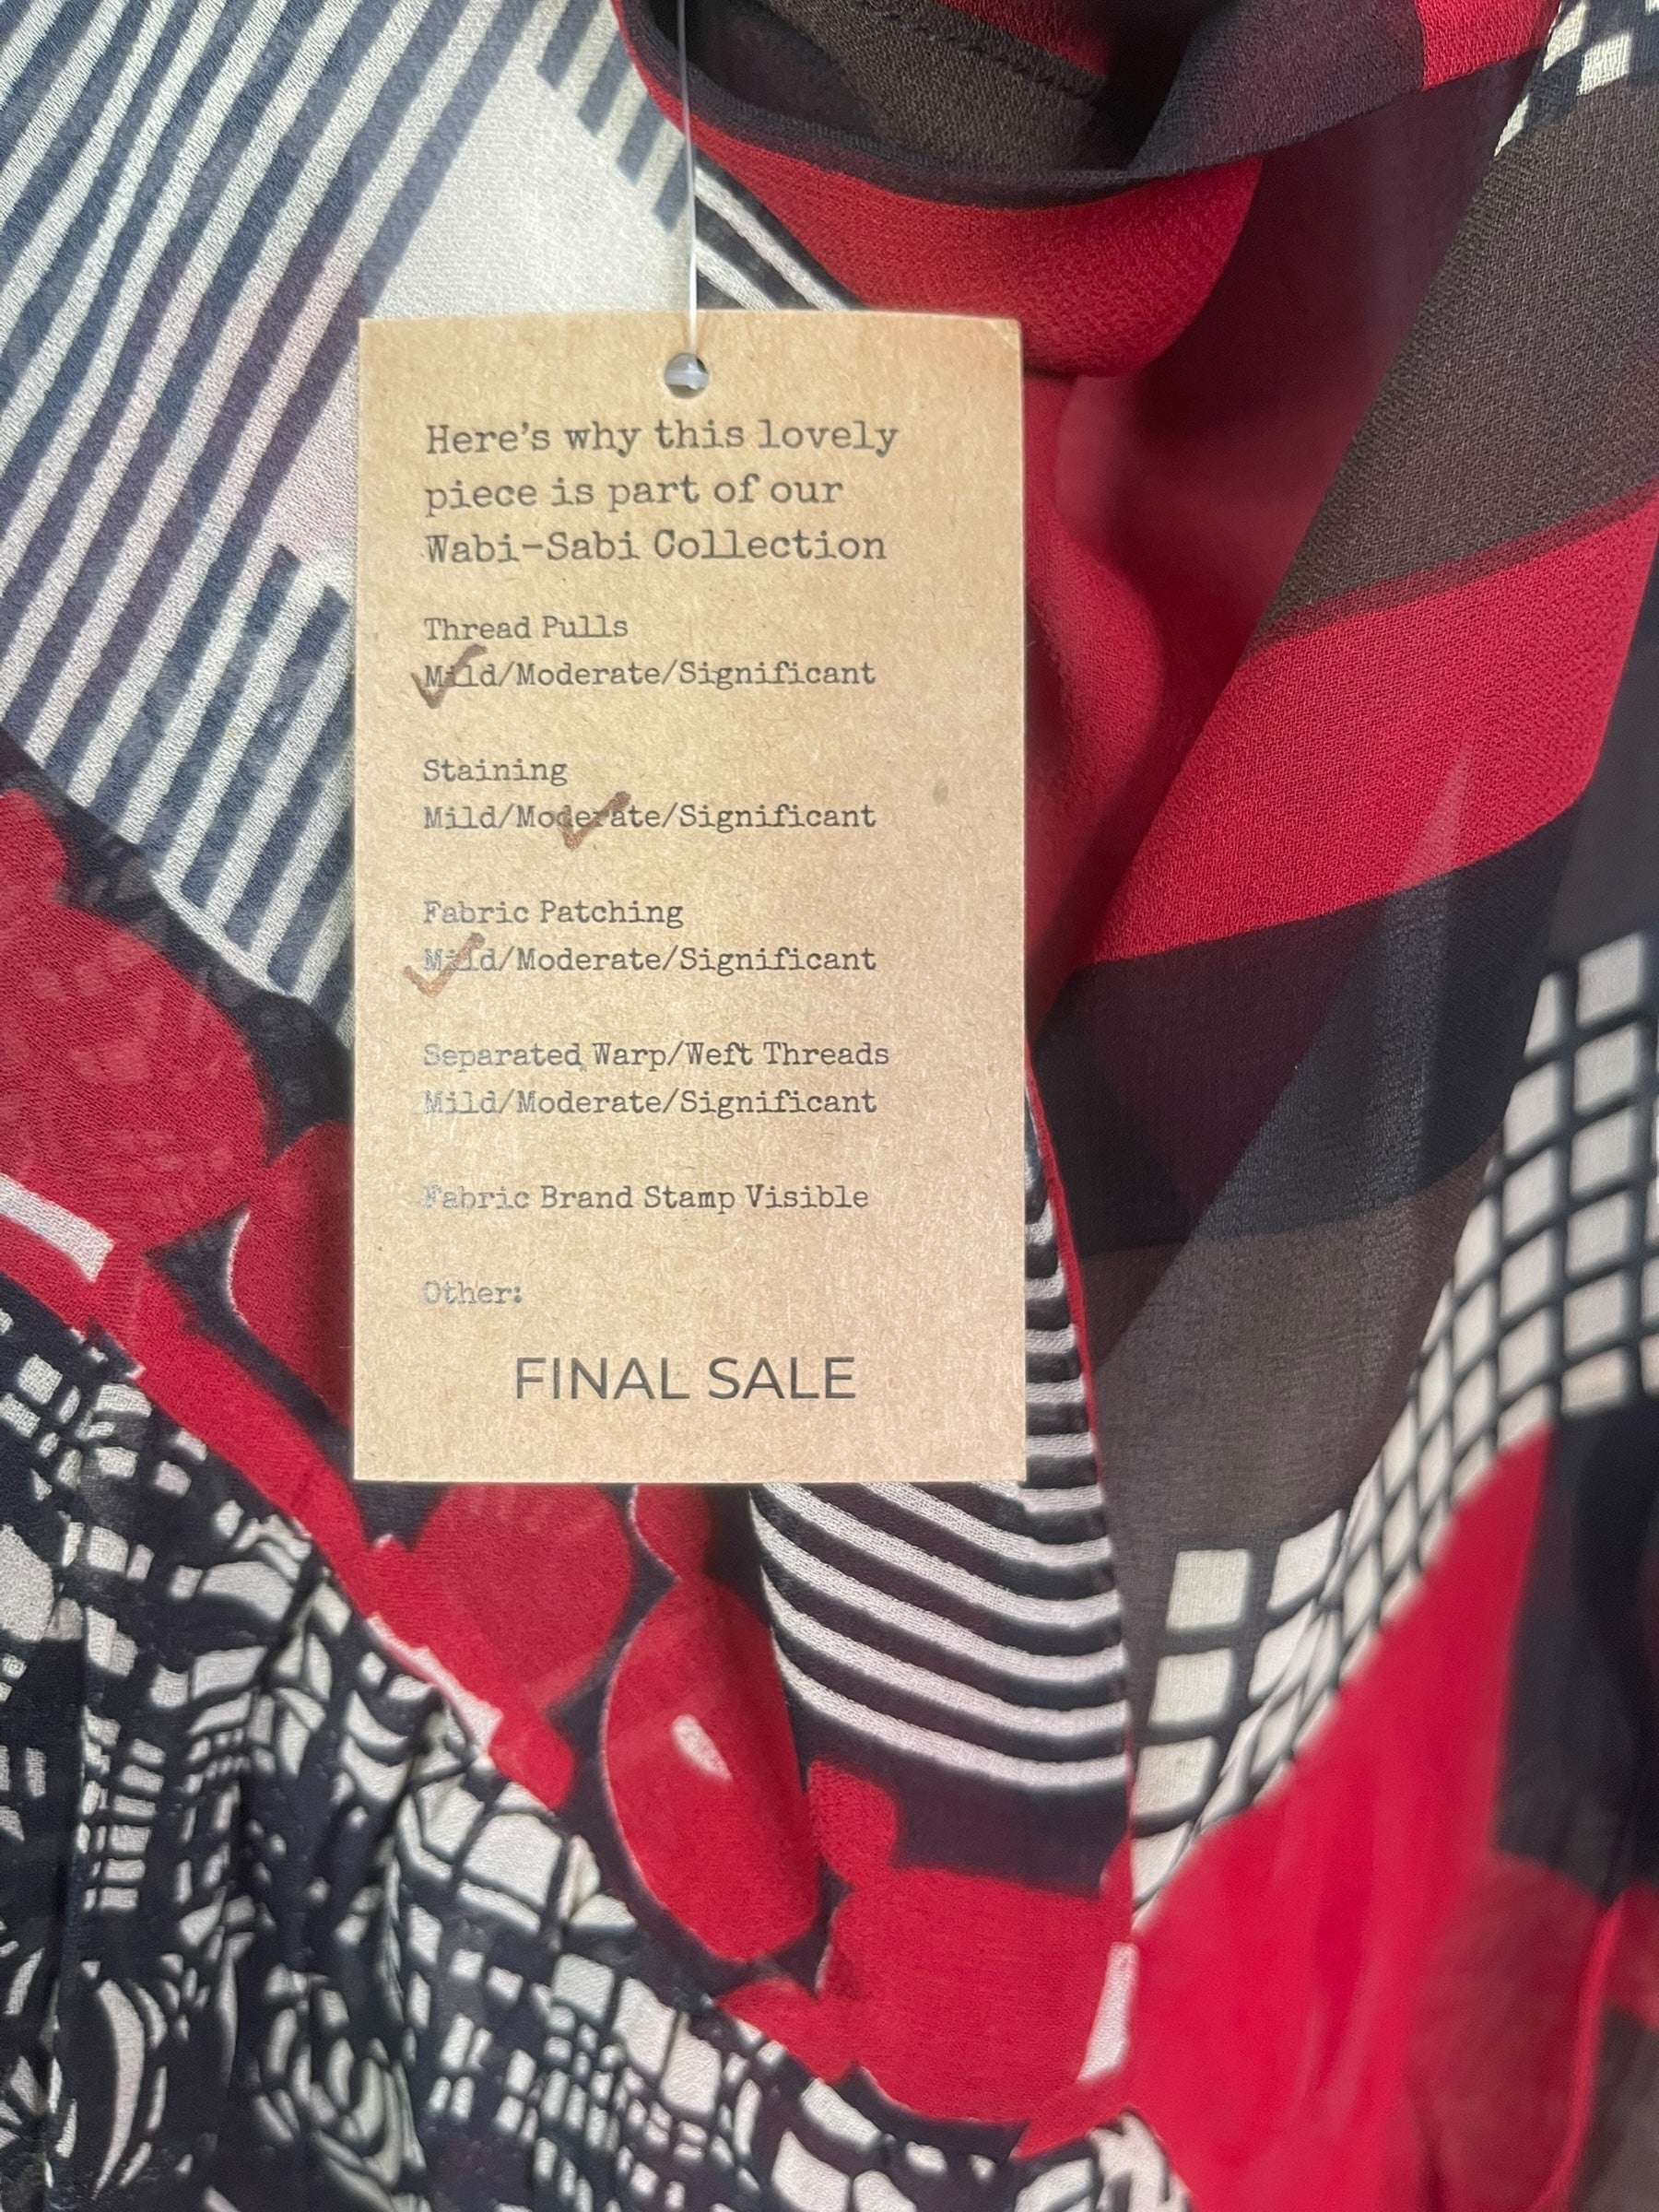 Here's why this lovely
piece is part of our
Wabi-Sabi Collection
Thread Pulls
Mild/Moderate/Significant
Staining
Mild/Moderate/Significant
Fabric Patching
Mild/Moderate/Significant
Separated Warp/Weft Threads
Mild/Moderate/Significant
Fabric Brand Stamp Visible
Other:
FINAL SALE